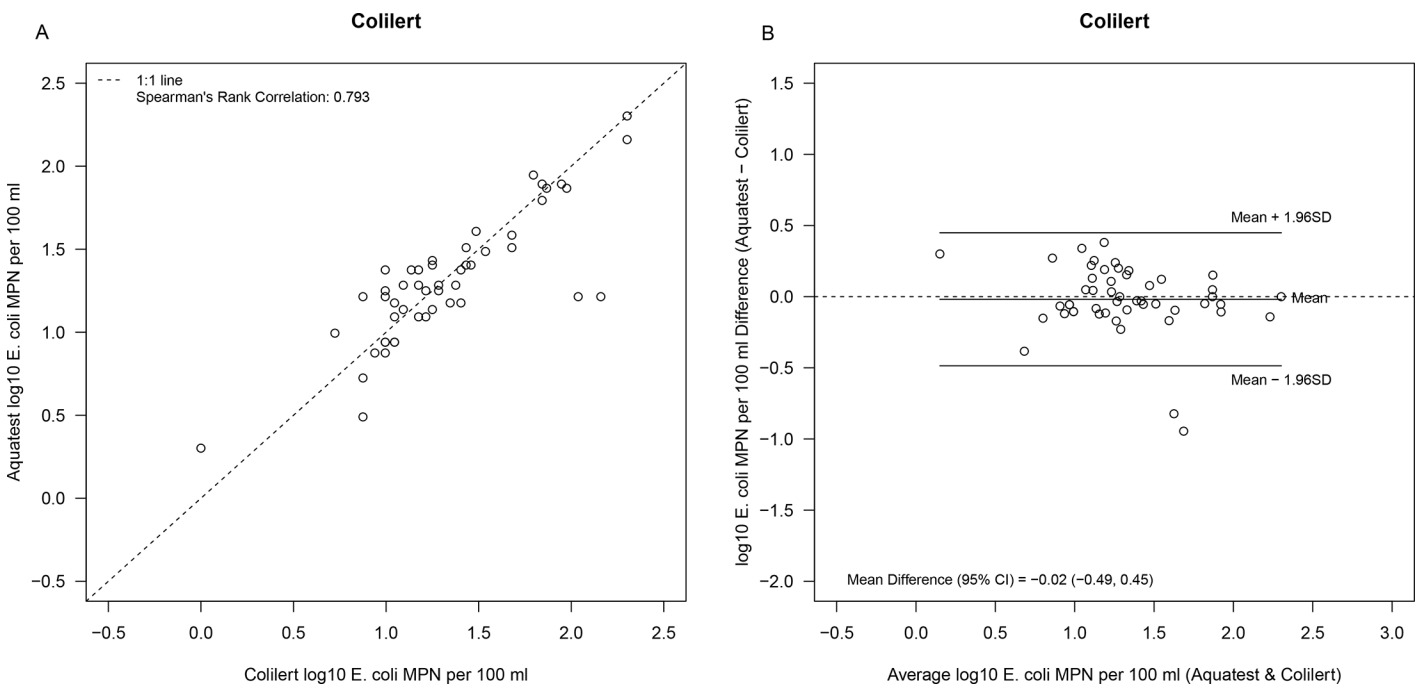 Colilert
A
1:1 line
Spearman's Rank Correlation: 0.793
Aquatest log10 E. coli MPN per 100 ml
2.5
2.0
1.5
1.0
0.5
0.0
−0.5
−0.5 0.0 0.5 1.0 1.5 2.0 2.5
Colilert log10 E. coli MPN per 100 ml
Colilert
B
log10 E. coli MPN per 100 ml Difference (Aquatest − Colilert)
1.5
1.0
0.5
0.0
−0.5
−1.0
−1.5
−2.0
Mean + 1.96SD
Mean
Mean − 1.96SD
Mean Difference (95% CI) = −0.02 (−0.49, 0.45)
−0.5 0.0 0.5 1.0 1.5 2.0 2.5 3.0
Average log10 E. coli MPN per 100 ml (Aquatest & Colilert)